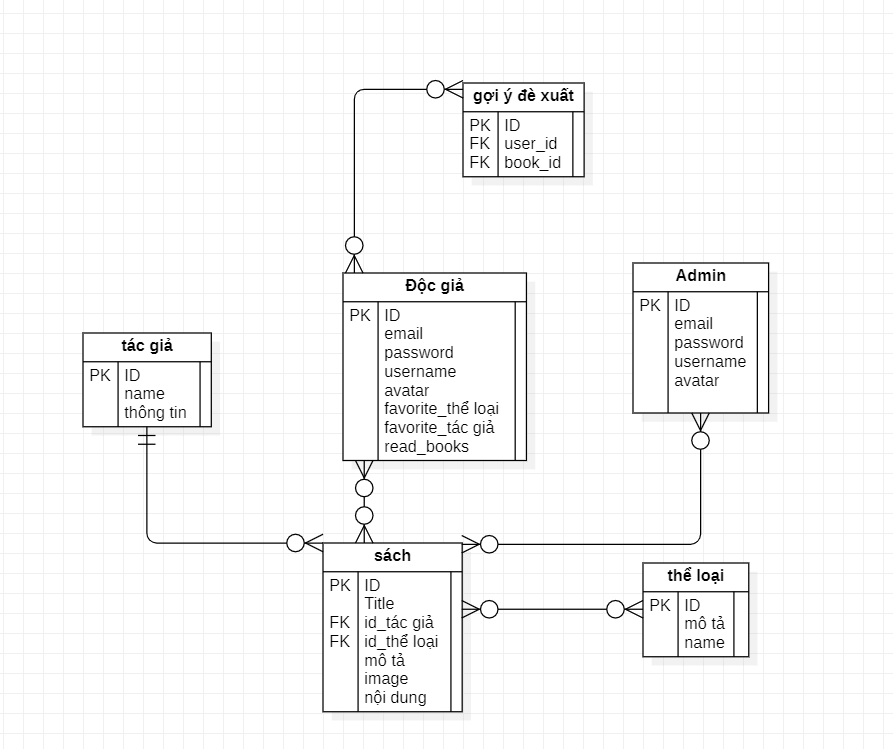 gợi ý đè xuất
PK ID
FK user_id
FK book_id
Độc giả
PK ID
email
password
username
avatar
favorite_thể loại
favorite_tác giả
read_books
Admin
PK ID
email
password
username
avatar
tác giả
PK ID
name
thông tin
sách
PK ID
Title
FK id_tác giả
FK id_thể loại
mô tả
image
nội dung
thể loại
PK ID
mô tả
name